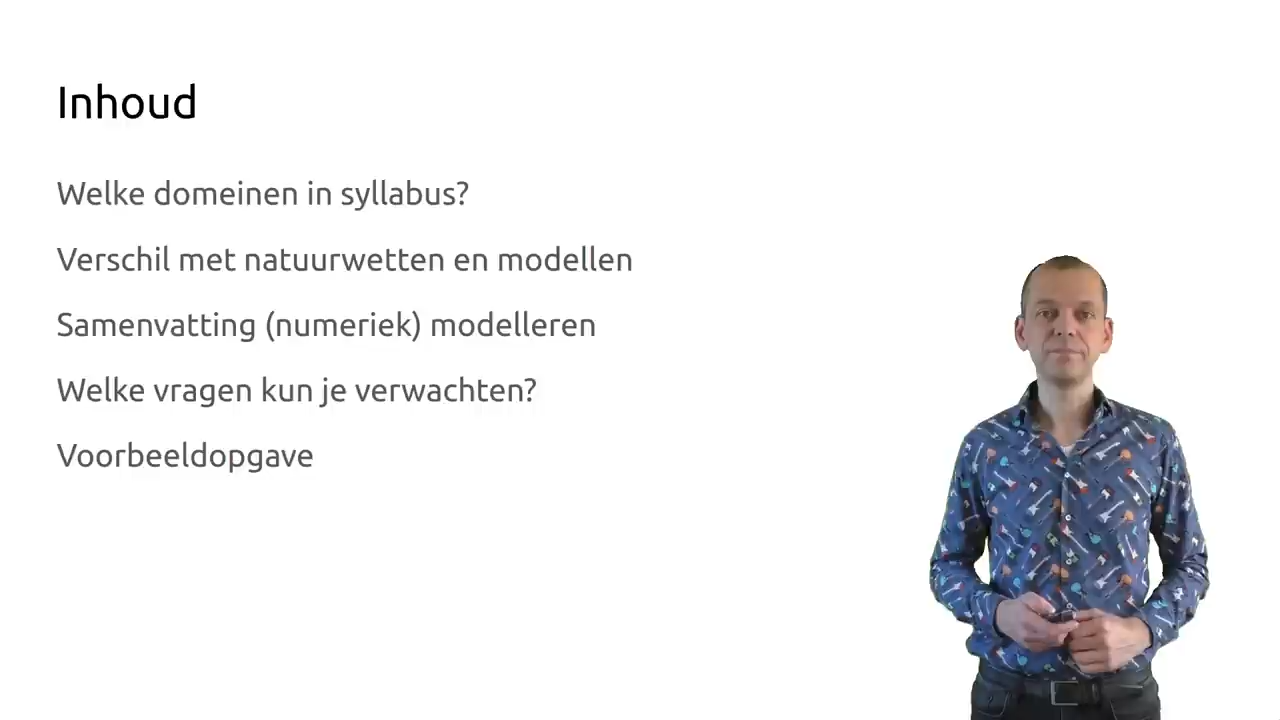 Inhoud
Welke domeinen in syllabus?
Verschil met natuurwetten en modellen
Samenvatting (numeriek) modelleren
Welke vragen kun je verwachten?
Voorbeeldopgave